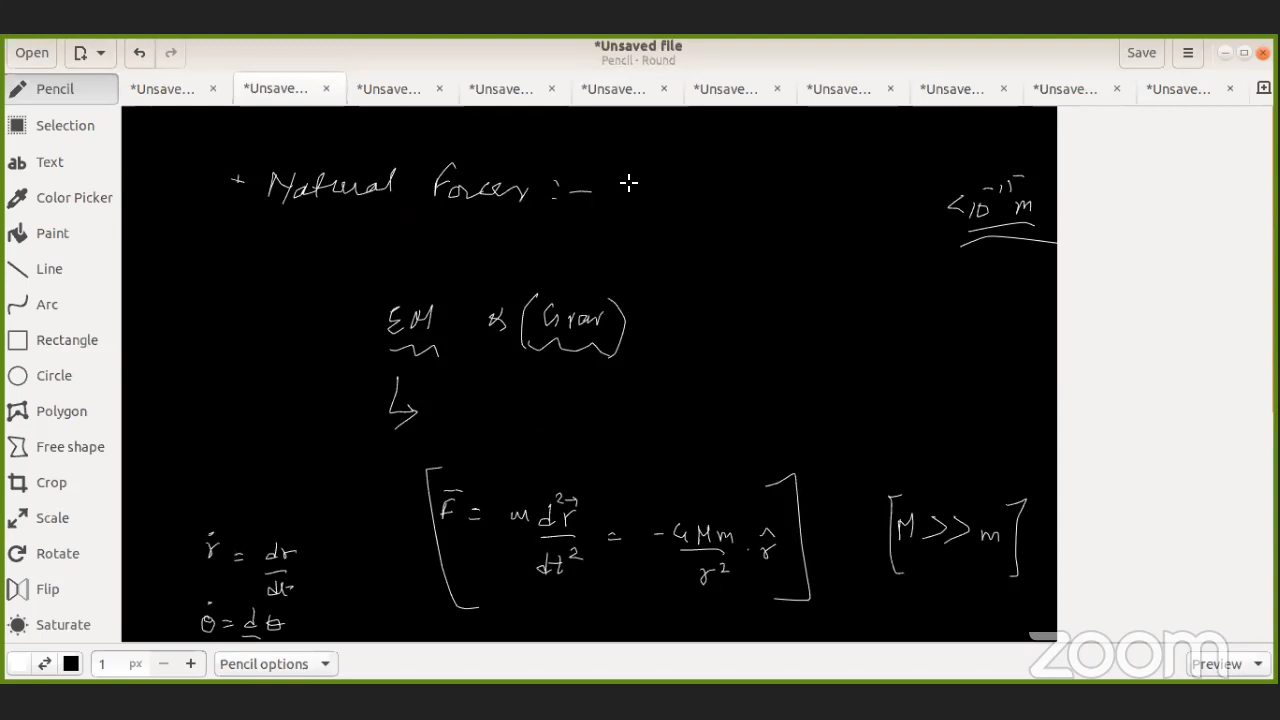 *Unsaved file
Pencil - Round
Open
Save
Pencil
*Unsave... × *Unsave... × *Unsave... × *Unsave... × *Unsave... × *Unsave... × *Unsave... × *Unsave... × *Unsave... × *Unsave... ×
Selection
Text
Color Picker
Paint
Line
Arc
Rectangle
Circle
Polygon
Free shape
Crop
Scale
Rotate
Flip
Saturate
* Natural Forces :-
< 10⁻¹⁵ m
EM & (Grav)
↳
[F̄ = m d²r⃗/dt² = -GMm/r² · r̂] [M >> m]
ṙ = dr/dt
θ̇ = dθ
1 px − +
Pencil options
Preview
zoom